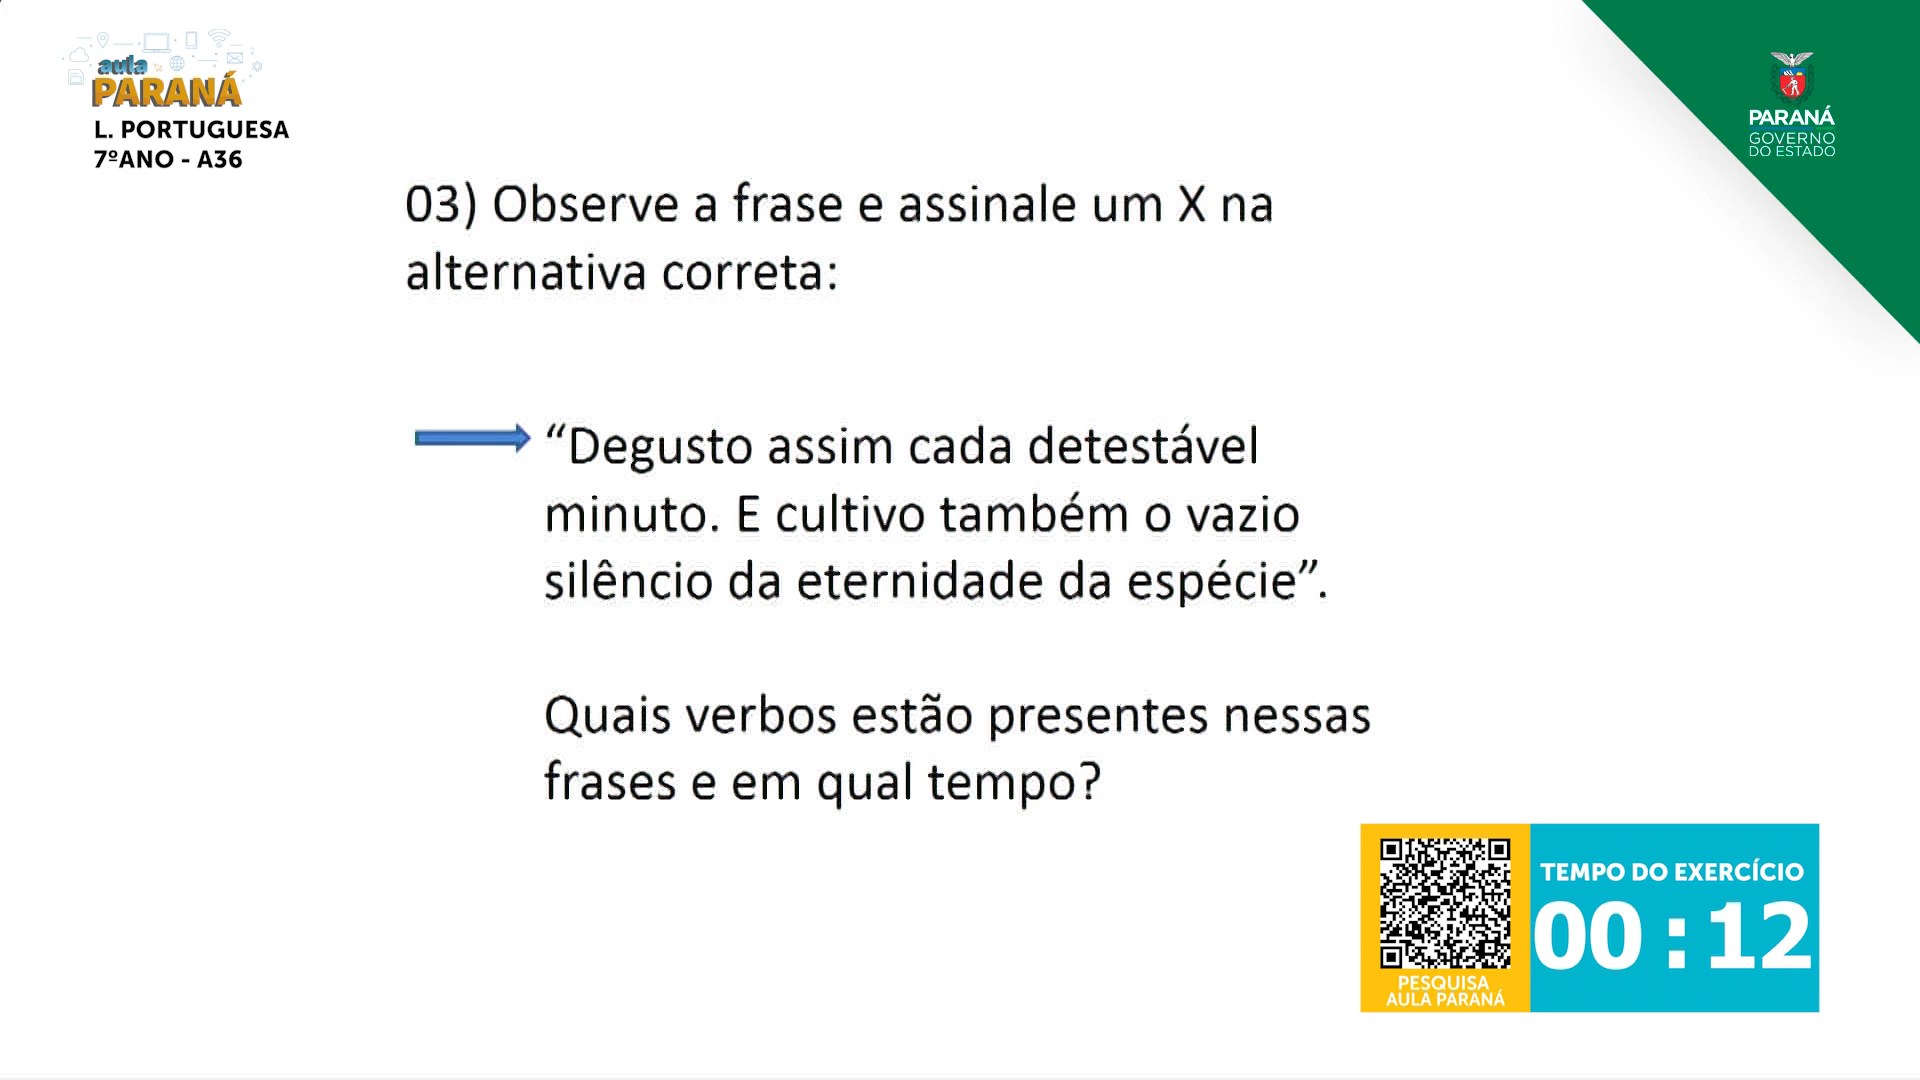 aula
PARANÁ
L. PORTUGUESA
7ºANO - A36
PARANÁ
GOVERNO
DO ESTADO
03) Observe a frase e assinale um X na
alternativa correta:
“Degusto assim cada detestável
minuto. E cultivo também o vazio
silêncio da eternidade da espécie”.
Quais verbos estão presentes nessas
frases e em qual tempo?
TEMPO DO EXERCÍCIO
00 : 12
PESQUISA
AULA PARANÁ